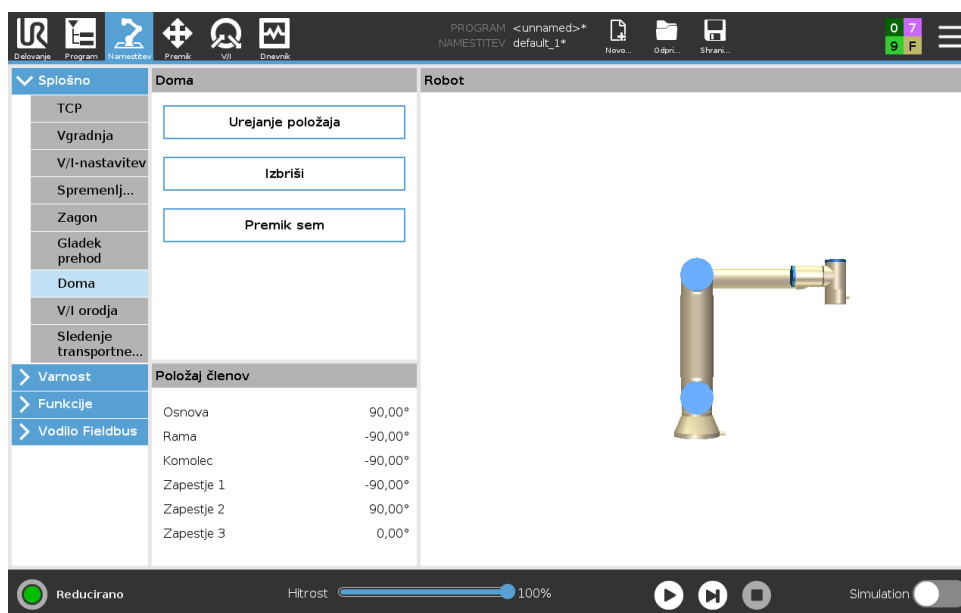 PROGRAM <unnamed>*
NAMESTITEV default_1*
Delovanje Program Namestitev Premik V/I Dnevnik Novo... Odpri... Shrani...
0 7
9 F
Splošno
TCP
Vgradnja
V/I-nastavitev
Spremenlj...
Zagon
Gladek
prehod
Doma
V/I orodja
Sledenje
transportne...
Varnost
Funkcije
Vodilo Fieldbus
Doma
Urejanje položaja
Izbriši
Premik sem
Položaj členov
Osnova 90,00°
Rama -90,00°
Komolec -90,00°
Zapestje 1 -90,00°
Zapestje 2 90,00°
Zapestje 3 0,00°
Robot
Reducirano Hitrost 100% Simulation